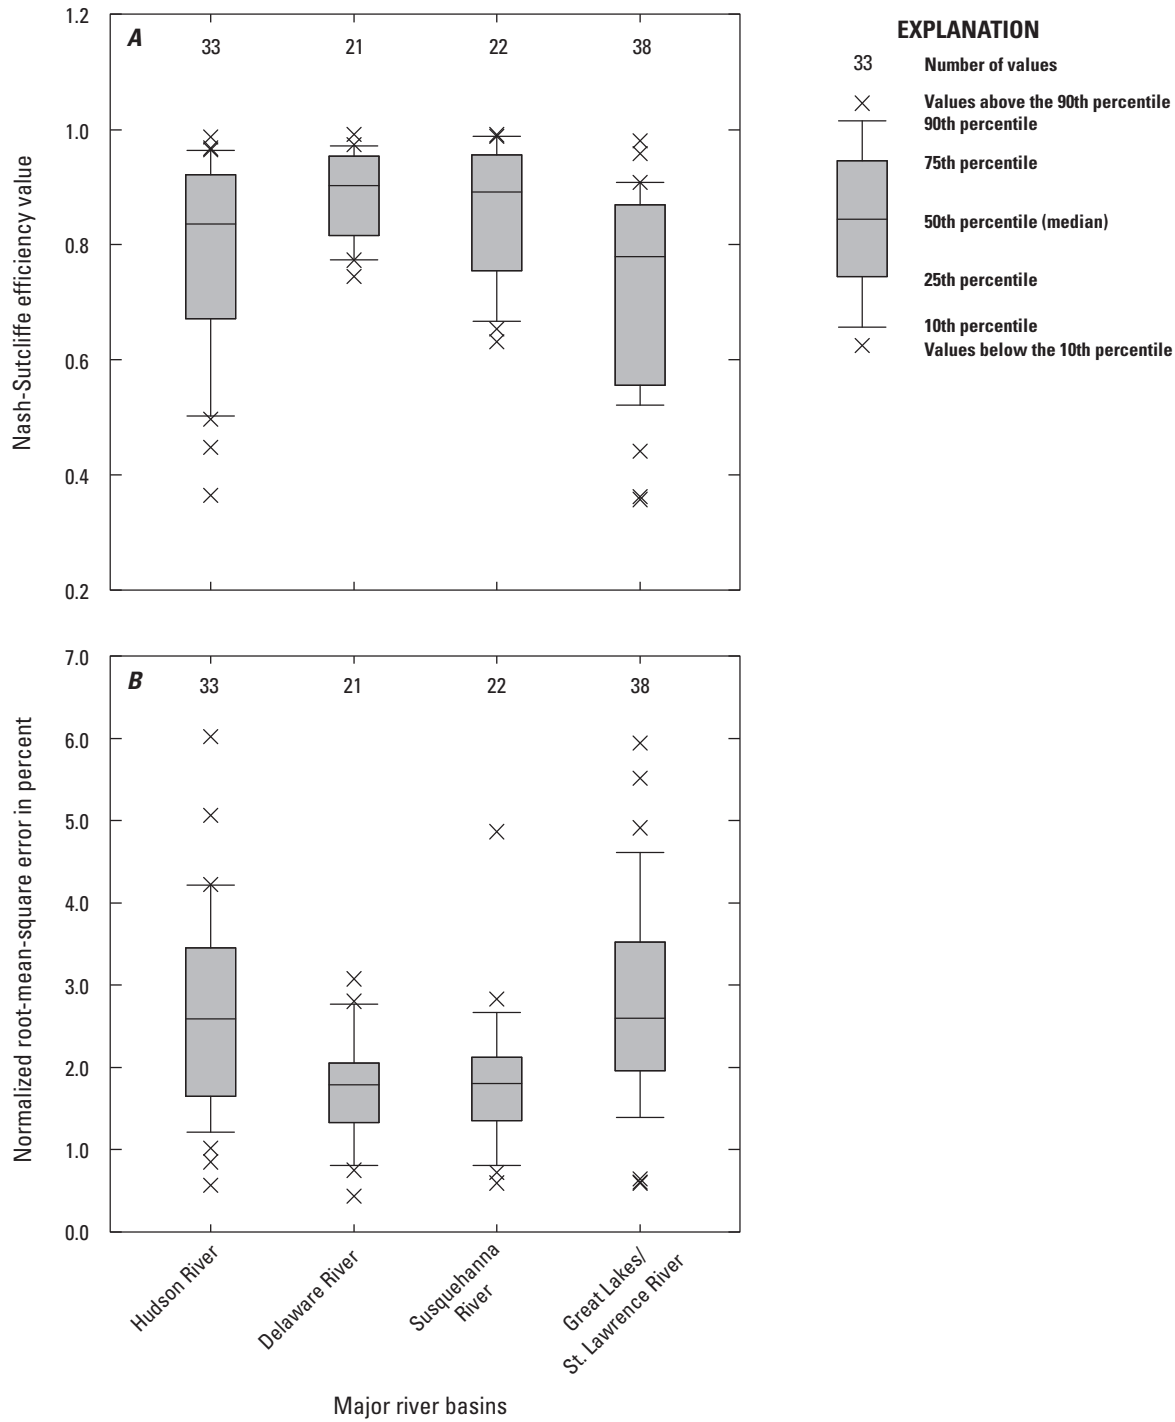 Nash-Sutcliffe efficiency value
1.2
1.0
0.8
0.6
0.4
0.2
A
33
21
22
38
EXPLANATION
33 Number of values
Values above the 90th percentile
90th percentile
75th percentile
50th percentile (median)
25th percentile
10th percentile
Values below the 10th percentile
Normalized root-mean-square error in percent
7.0
6.0
5.0
4.0
3.0
2.0
1.0
0.0
B
33
21
22
38
Hudson River
Delaware River
Susquehanna
River
Great Lakes/
St. Lawrence River
Major river basins